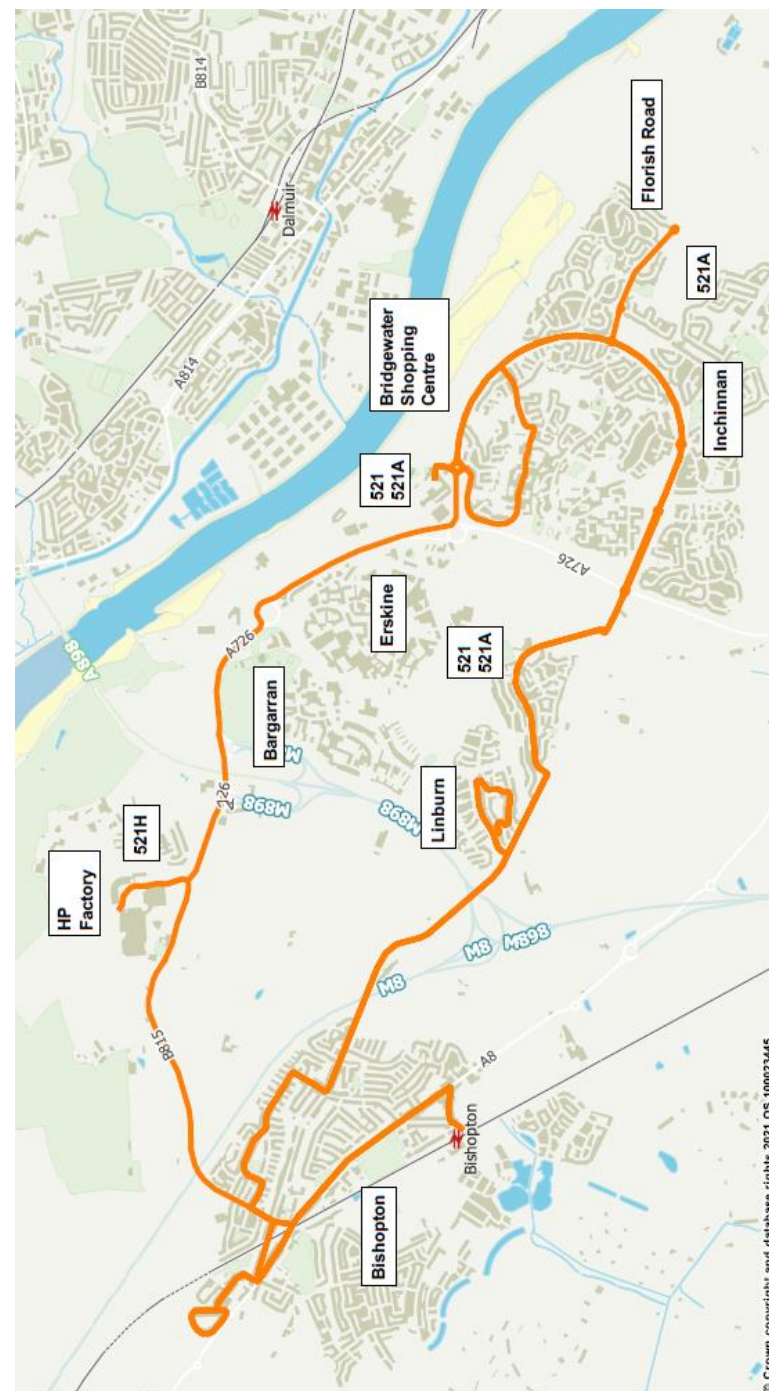 HP
Factory
A898
521H
B815
A814
B814
A726
126
M898
Bargarran
M
Dalmuir
Bishopton
M8
M898
Erskine
521
521A
Bridgewater
Shopping
Centre
Linburn
Bishopton
A8
M8 M898
521
521A
A726
Florish Road
521A
Inchinnan
© Crown copyright and database rights 2021 OS 100023445